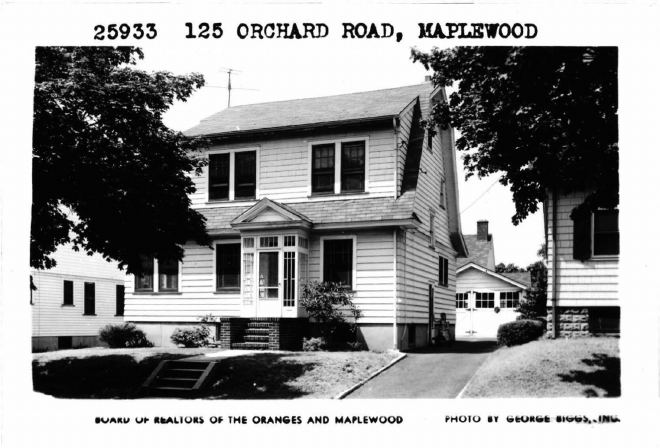 25933 125 ORCHARD ROAD, MAPLEWOOD
BOARD OF REALTORS OF THE ORANGES AND MAPLEWOOD PHOTO BY GEORGE BIGGS, INC.